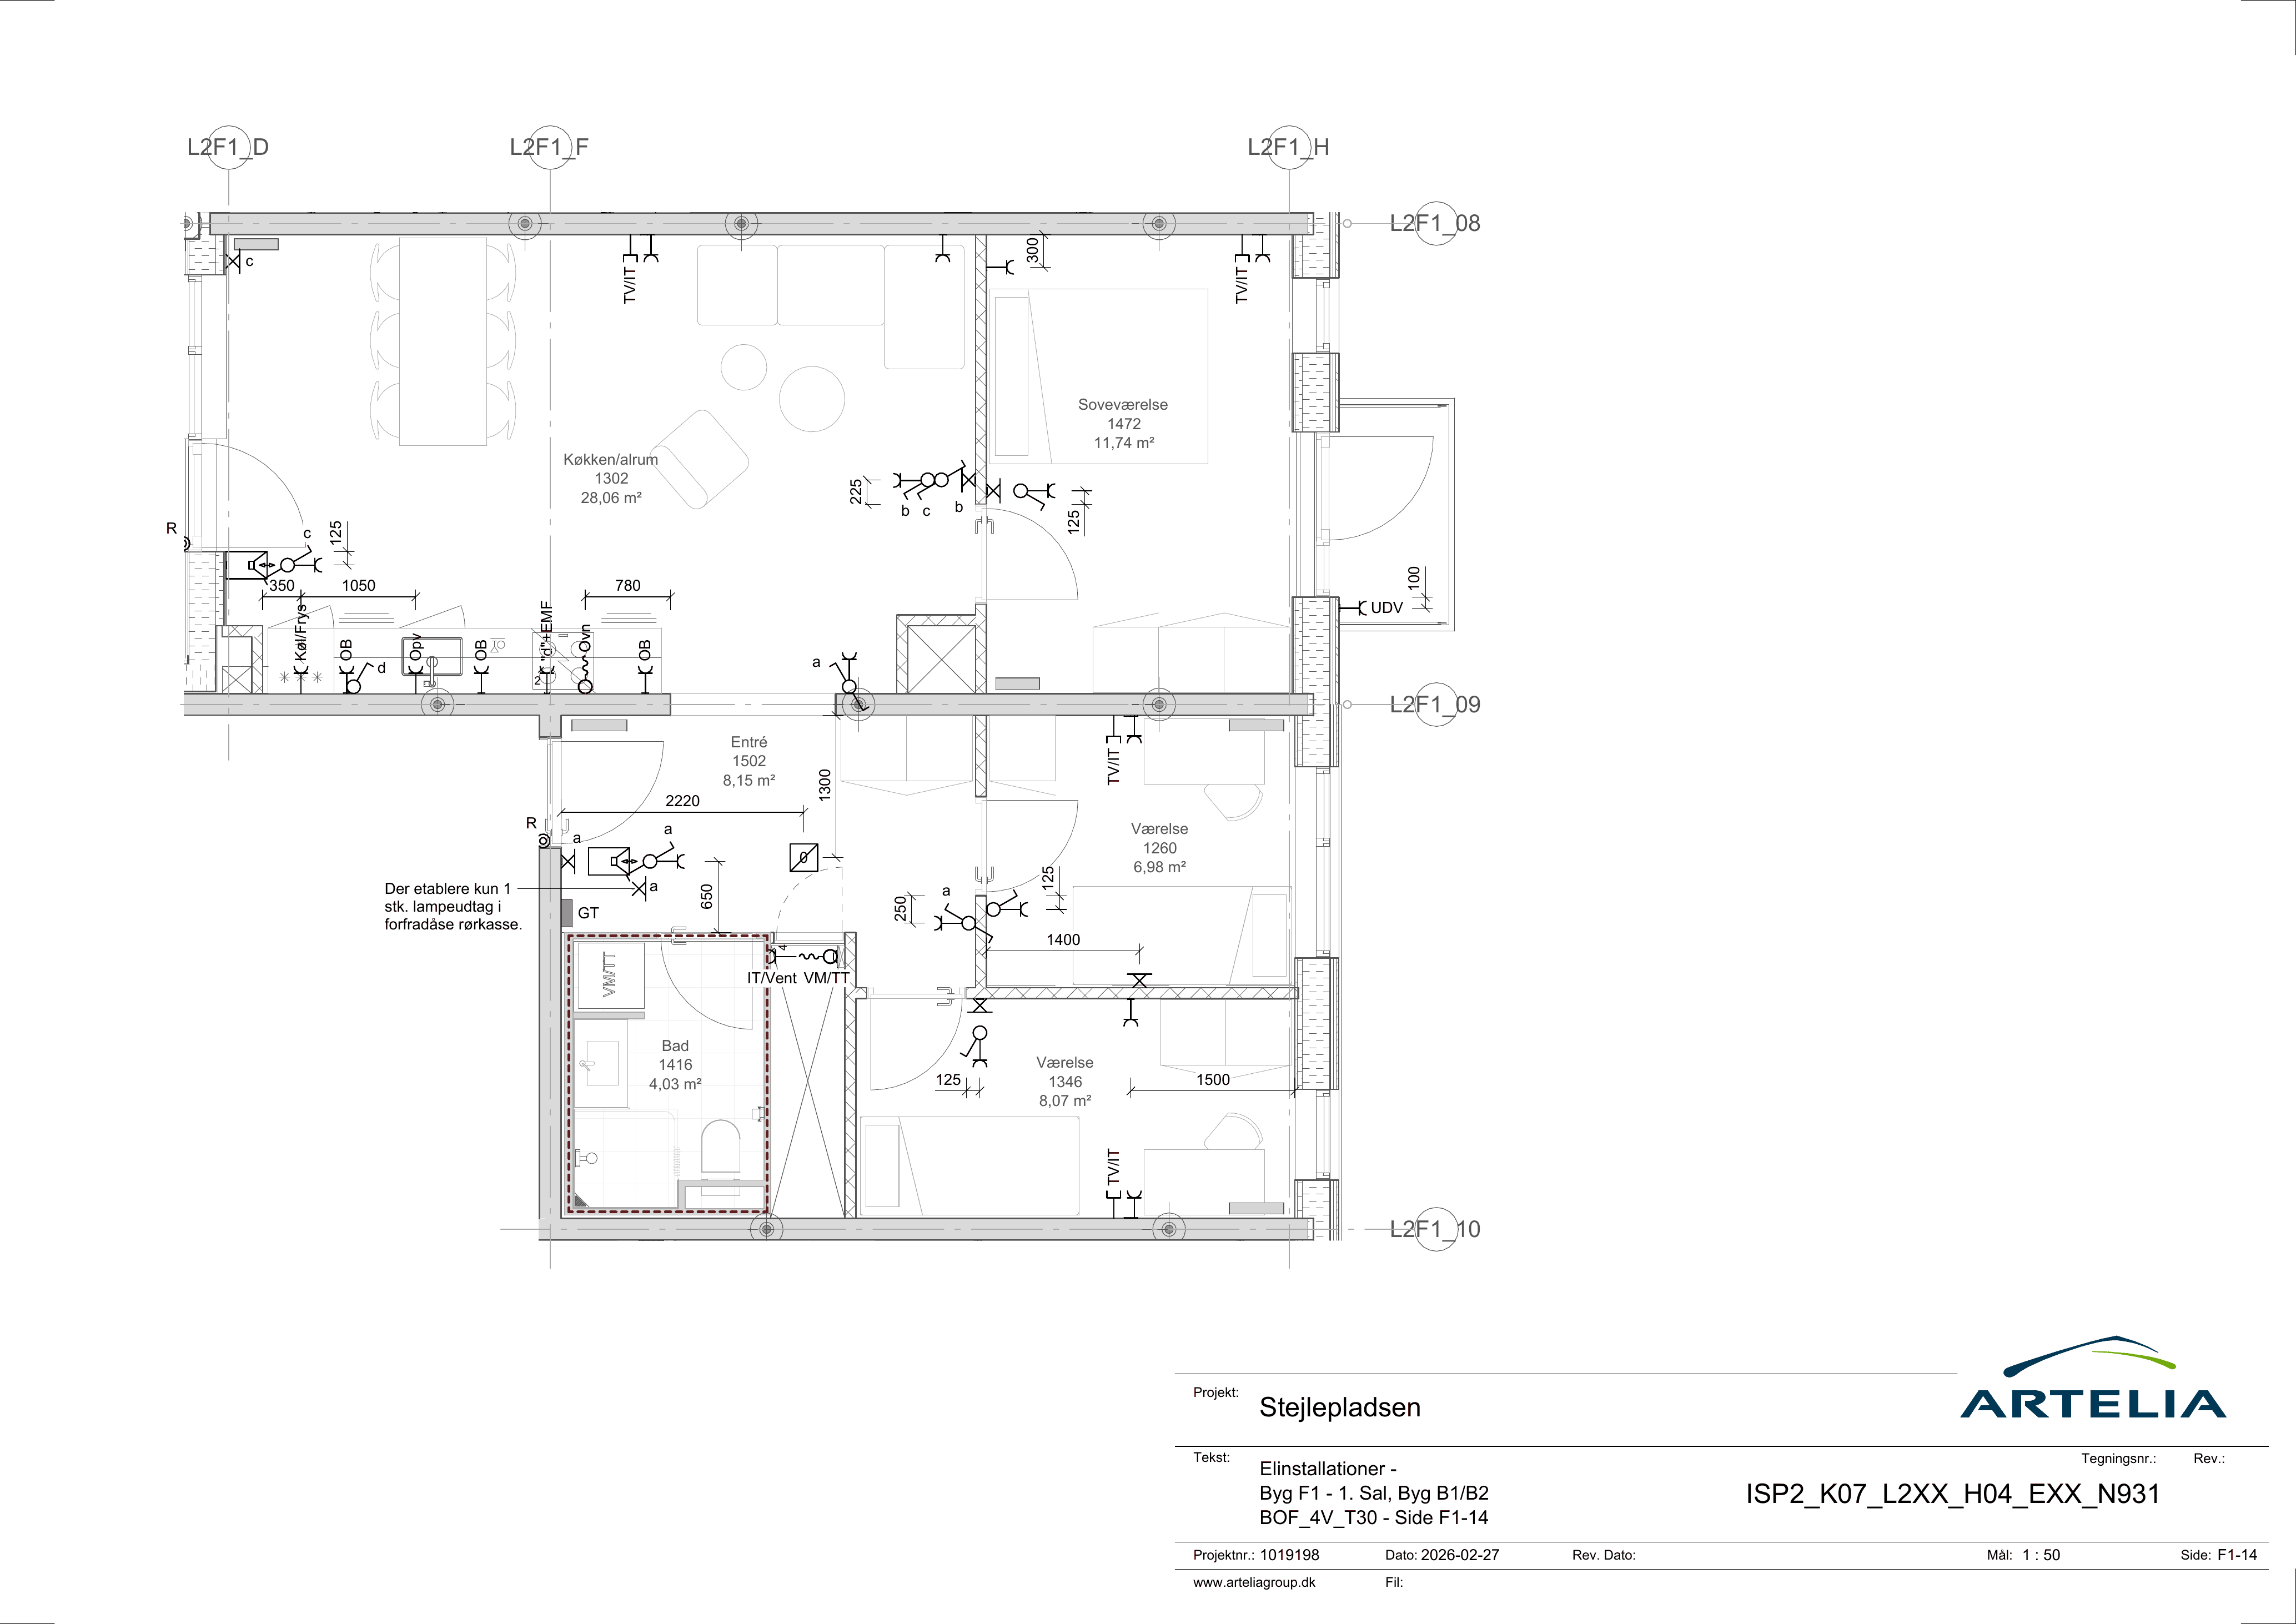 L2F1_D
L2F1_F
L2F1_H
L2F1_08
c
TV/IT
300
TV/IT
Soveværelse
1472
11,74 m²
Køkken/alrum
1302
28,06 m²
225
b c
b
125
R
c
125
350
1050
780
100
UDV
Køl/Frys
OB
d
Opv
OB
2 x "d"+EMF
Ovn
OB
a
L2F1_09
Entré
1502
8,15 m²
TV/IT
1300
2220
R
a
a
0
Værelse
1260
6,98 m²
Der etablere kun 1
stk. lampeudtag i
forfradåse rørkasse.
a
650
GT
125
a
250
1400
4
IT/Vent VM/TT
VM/TT
Bad
1416
4,03 m²
Værelse
1346
8,07 m²
125
1500
TV/IT
L2F1_10
Projekt:
Stejlepladsen
ARTELIA
Tekst:
Elinstallationer -
Byg F1 - 1. Sal, Byg B1/B2
BOF_4V_T30 - Side F1-14
Tegningsnr.:
Rev.:
ISP2_K07_L2XX_H04_EXX_N931
Projektnr.: 1019198
Dato: 2026-02-27
Rev. Dato:
Mål: 1 : 50
Side: F1-14
www.arteliagroup.dk
Fil: